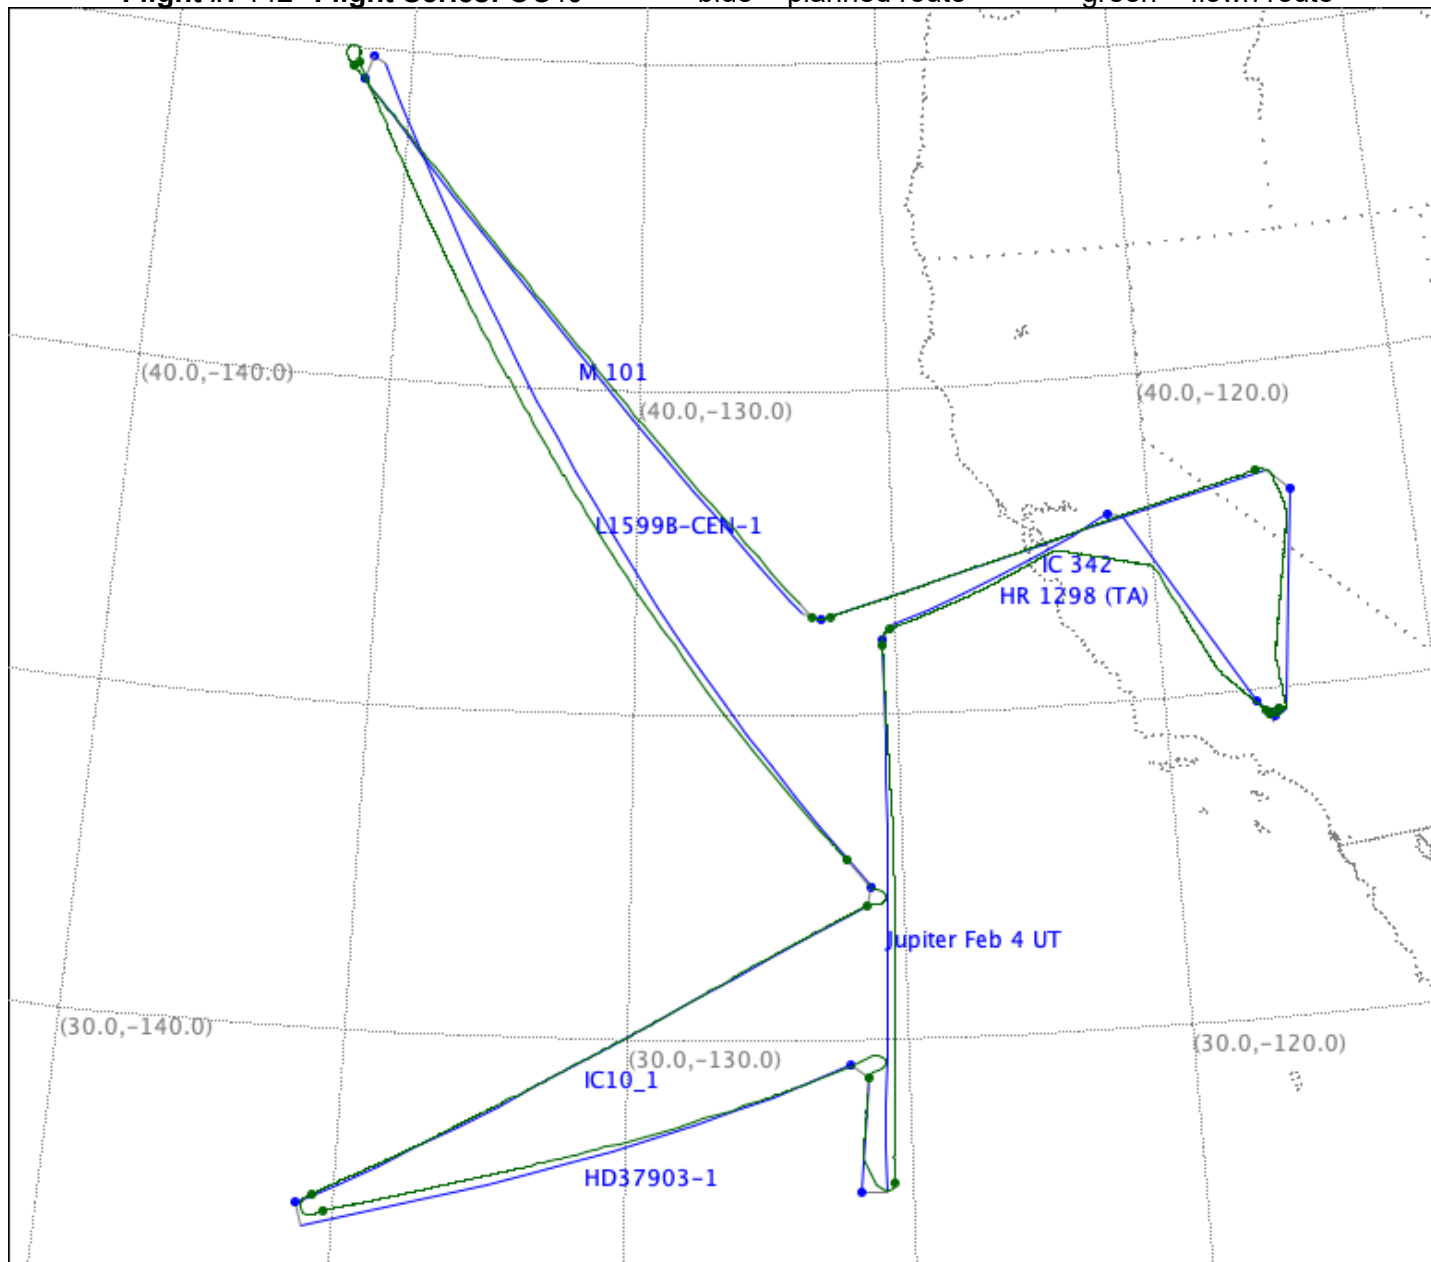 Flight Series:
(40.0,-140.0)
M 101
(40.0,-130.0)
(40.0,-120.0)
L1599B-CEN-1
IC 342
HR 1298 (TA)
Jupiter Feb 4 UT
(30.0,-140.0)
(30.0,-130.0)
(30.0,-120.0)
IC10_1
HD37903-1